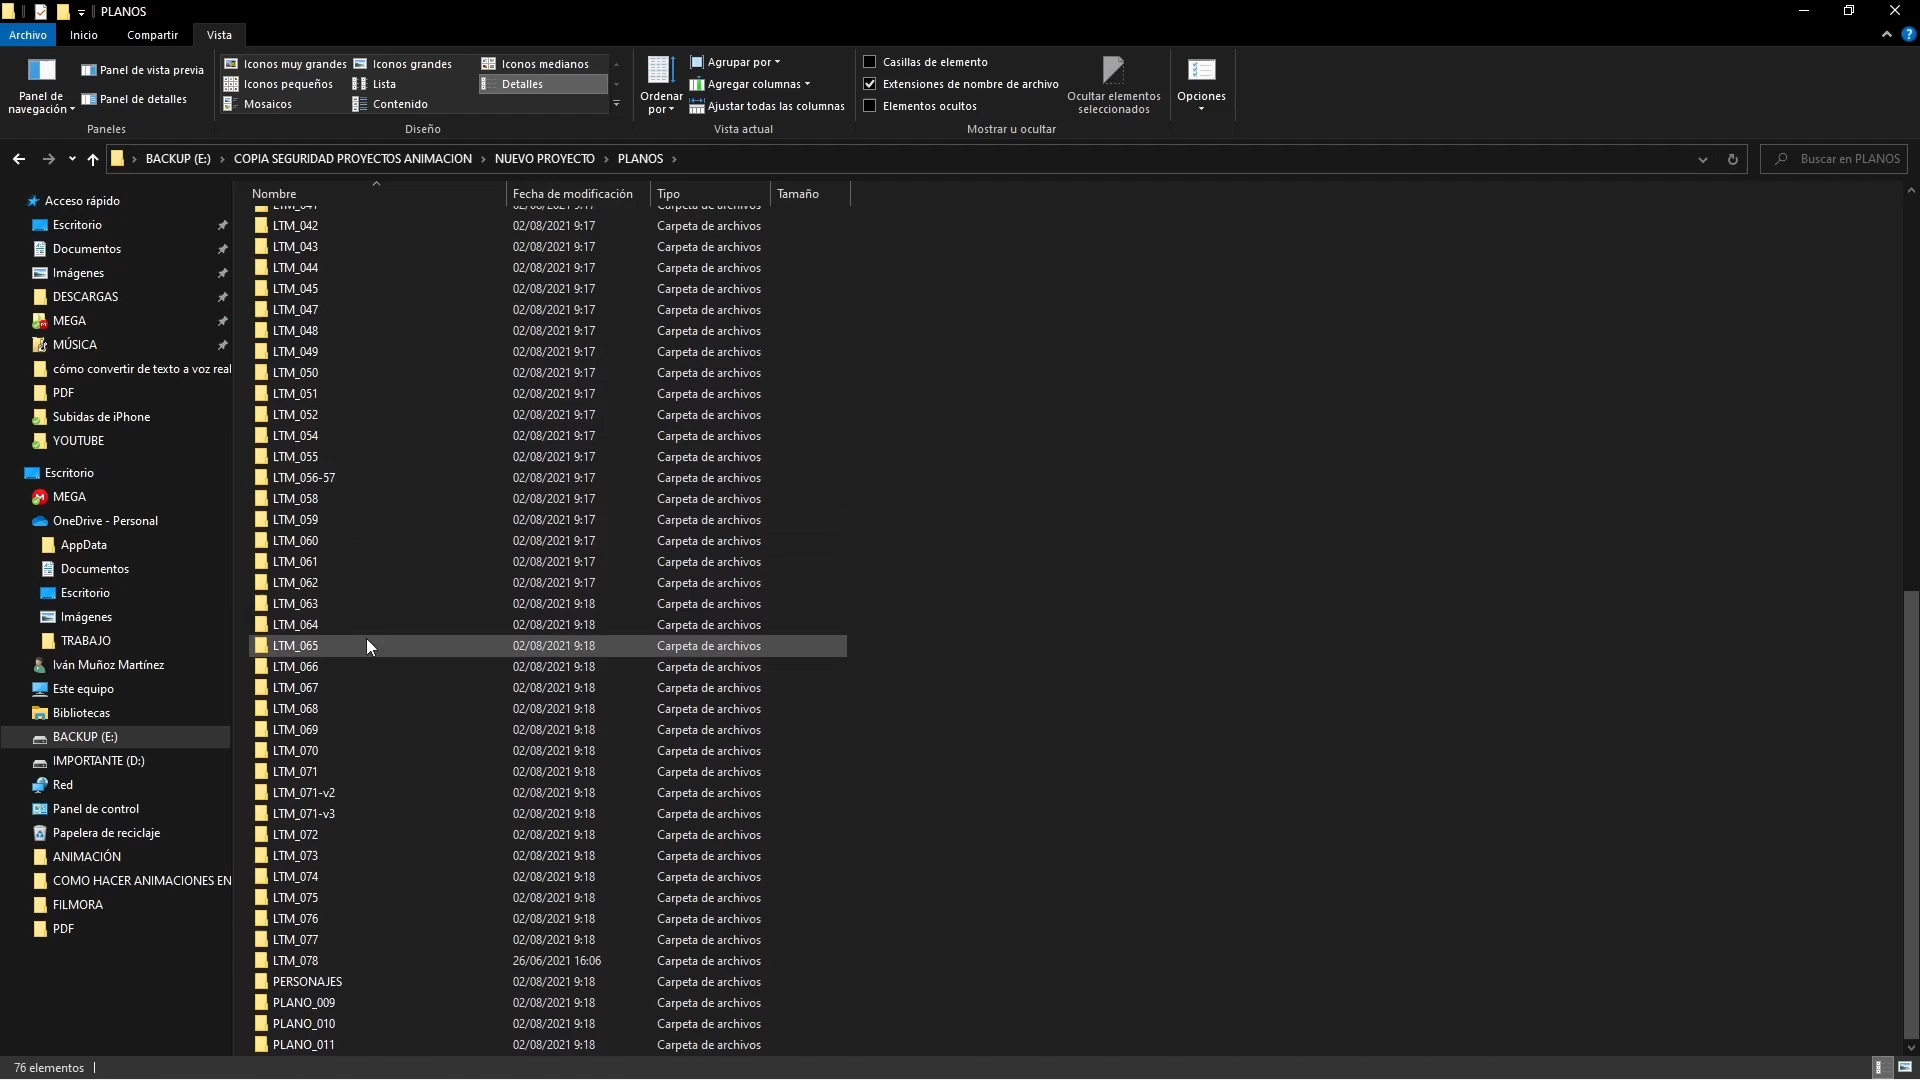 PLANOS
Archivo Inicio Compartir Vista
Panel de navegación
Panel de vista previa
Panel de detalles
Paneles
Iconos muy grandes Iconos grandes Iconos medianos
Iconos pequeños Lista Detalles
Mosaicos Contenido
Diseño
Ordenar por
Agrupar por
Agregar columnas
Ajustar todas las columnas
Vista actual
Casillas de elemento
Extensiones de nombre de archivo
Elementos ocultos
Ocultar elementos seleccionados
Mostrar u ocultar
Opciones
BACKUP (E:) › COPIA SEGURIDAD PROYECTOS ANIMACION › NUEVO PROYECTO › PLANOS ›
Buscar en PLANOS
Acceso rápido
Escritorio
Documentos
Imágenes
DESCARGAS
MEGA
MÚSICA
cómo convertir de texto a voz real
PDF
Subidas de iPhone
YOUTUBE
Escritorio
MEGA
OneDrive - Personal
AppData
Documentos
Escritorio
Imágenes
TRABAJO
Iván Muñoz Martínez
Este equipo
Bibliotecas
BACKUP (E:)
IMPORTANTE (D:)
Red
Panel de control
Papelera de reciclaje
ANIMACIÓN
COMO HACER ANIMACIONES EN
FILMORA
PDF
Nombre Fecha de modificación Tipo Tamaño
LTM_041 02/08/2021 9:17 Carpeta de archivos
LTM_042 02/08/2021 9:17 Carpeta de archivos
LTM_043 02/08/2021 9:17 Carpeta de archivos
LTM_044 02/08/2021 9:17 Carpeta de archivos
LTM_045 02/08/2021 9:17 Carpeta de archivos
LTM_047 02/08/2021 9:17 Carpeta de archivos
LTM_048 02/08/2021 9:17 Carpeta de archivos
LTM_049 02/08/2021 9:17 Carpeta de archivos
LTM_050 02/08/2021 9:17 Carpeta de archivos
LTM_051 02/08/2021 9:17 Carpeta de archivos
LTM_052 02/08/2021 9:17 Carpeta de archivos
LTM_054 02/08/2021 9:17 Carpeta de archivos
LTM_055 02/08/2021 9:17 Carpeta de archivos
LTM_056-57 02/08/2021 9:17 Carpeta de archivos
LTM_058 02/08/2021 9:17 Carpeta de archivos
LTM_059 02/08/2021 9:17 Carpeta de archivos
LTM_060 02/08/2021 9:17 Carpeta de archivos
LTM_061 02/08/2021 9:17 Carpeta de archivos
LTM_062 02/08/2021 9:17 Carpeta de archivos
LTM_063 02/08/2021 9:18 Carpeta de archivos
LTM_064 02/08/2021 9:18 Carpeta de archivos
LTM_065 02/08/2021 9:18 Carpeta de archivos
LTM_066 02/08/2021 9:18 Carpeta de archivos
LTM_067 02/08/2021 9:18 Carpeta de archivos
LTM_068 02/08/2021 9:18 Carpeta de archivos
LTM_069 02/08/2021 9:18 Carpeta de archivos
LTM_070 02/08/2021 9:18 Carpeta de archivos
LTM_071 02/08/2021 9:18 Carpeta de archivos
LTM_071-v2 02/08/2021 9:18 Carpeta de archivos
LTM_071-v3 02/08/2021 9:18 Carpeta de archivos
LTM_072 02/08/2021 9:18 Carpeta de archivos
LTM_073 02/08/2021 9:18 Carpeta de archivos
LTM_074 02/08/2021 9:18 Carpeta de archivos
LTM_075 02/08/2021 9:18 Carpeta de archivos
LTM_076 02/08/2021 9:18 Carpeta de archivos
LTM_077 02/08/2021 9:18 Carpeta de archivos
LTM_078 26/06/2021 16:06 Carpeta de archivos
PERSONAJES 02/08/2021 9:18 Carpeta de archivos
PLANO_009 02/08/2021 9:18 Carpeta de archivos
PLANO_010 02/08/2021 9:18 Carpeta de archivos
PLANO_011 02/08/2021 9:18 Carpeta de archivos
76 elementos